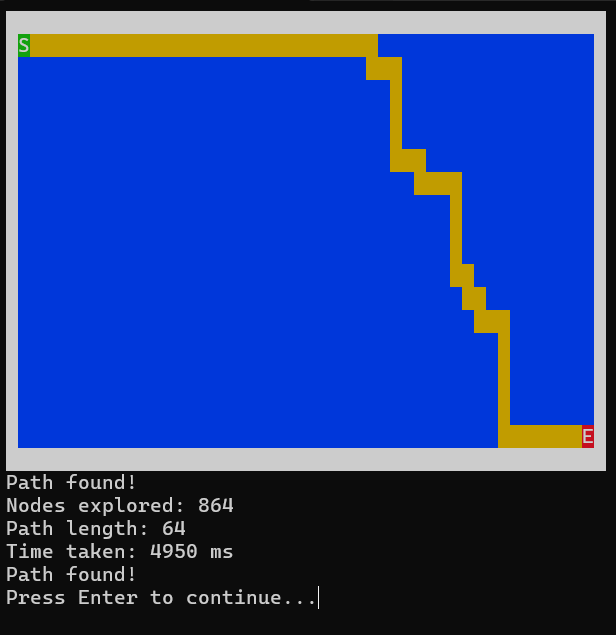 S
E
Path found!
Nodes explored: 864
Path length: 64
Time taken: 4950 ms
Path found!
Press Enter to continue...